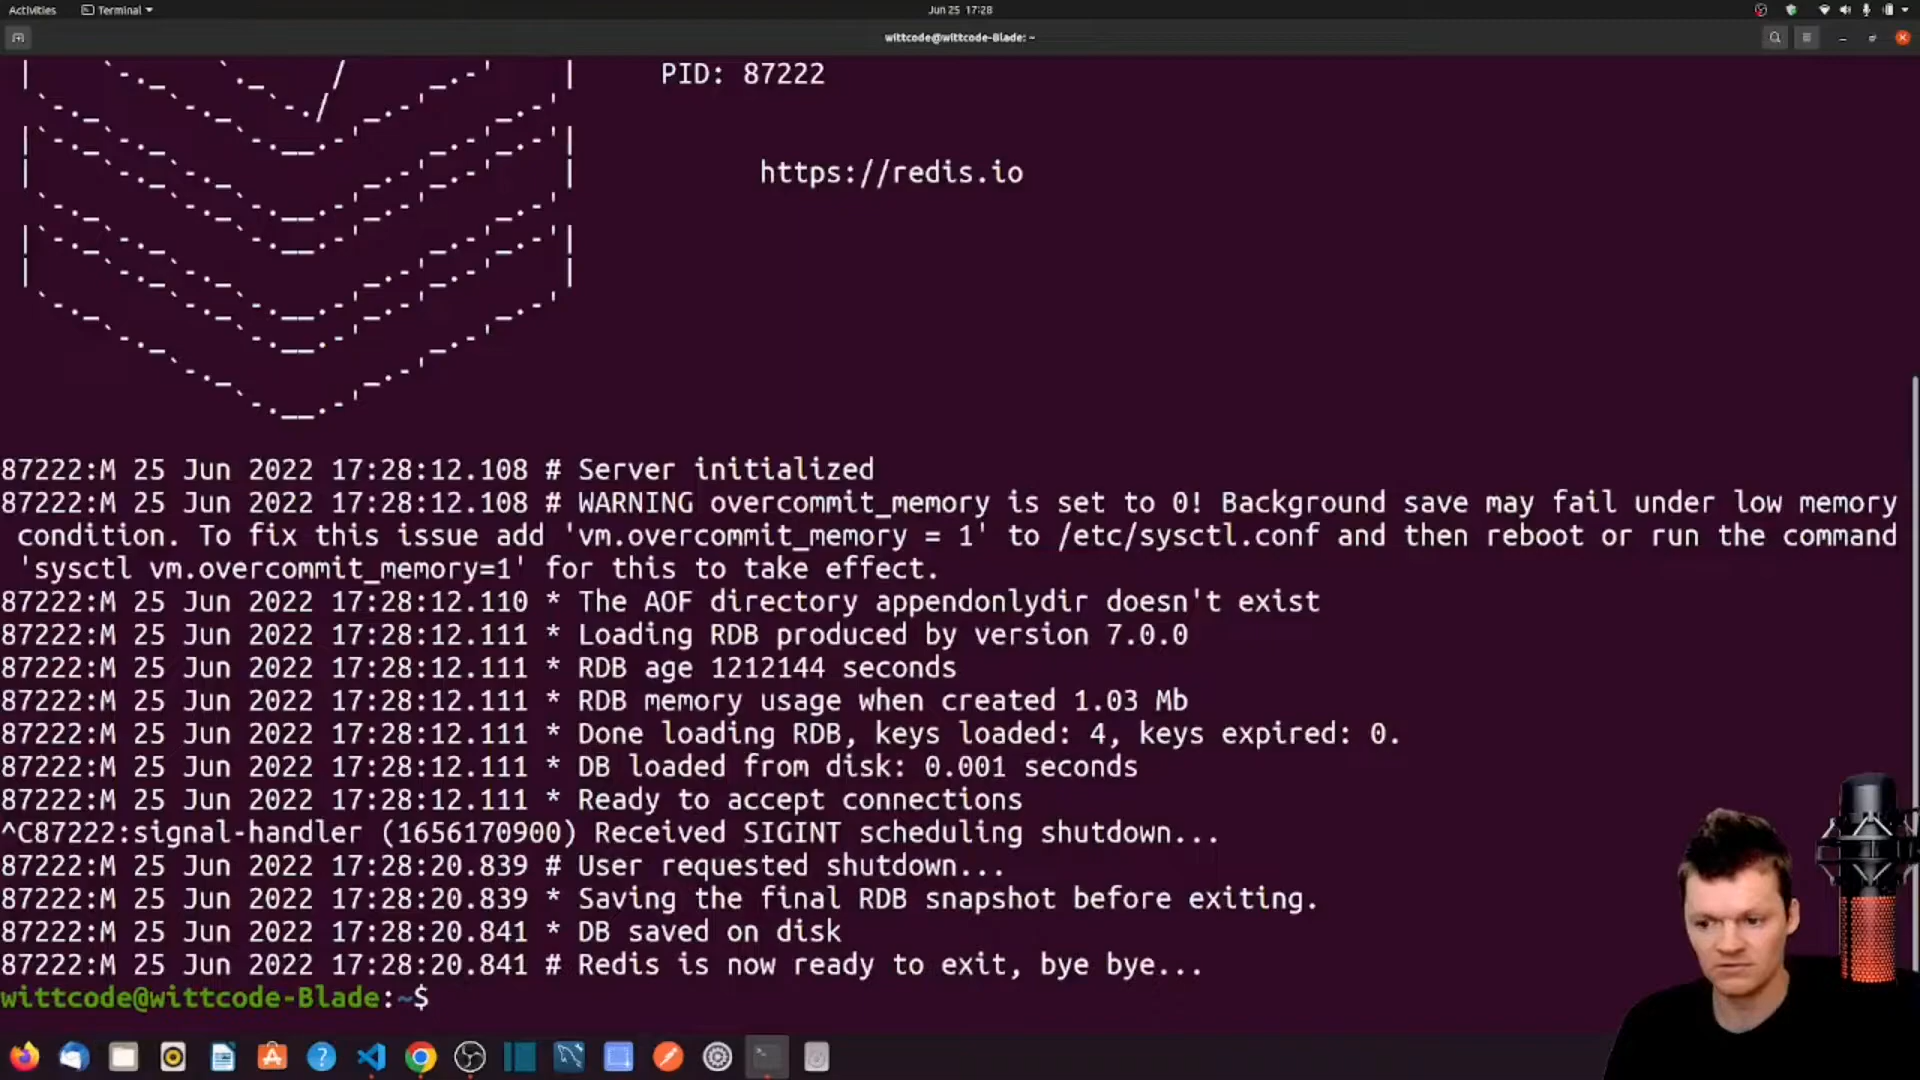 Activities
Terminal
Jun 25 17:28
wittcode@wittcode-Blade: ~
PID: 87222
https://redis.io
87222:M 25 Jun 2022 17:28:12.108 # Server initialized
87222:M 25 Jun 2022 17:28:12.108 # WARNING overcommit_memory is set to 0! Background save may fail under low memory
condition. To fix this issue add 'vm.overcommit_memory = 1' to /etc/sysctl.conf and then reboot or run the command
'sysctl vm.overcommit_memory=1' for this to take effect.
87222:M 25 Jun 2022 17:28:12.110 * The AOF directory appendonlydir doesn't exist
87222:M 25 Jun 2022 17:28:12.111 * Loading RDB produced by version 7.0.0
87222:M 25 Jun 2022 17:28:12.111 * RDB age 1212144 seconds
87222:M 25 Jun 2022 17:28:12.111 * RDB memory usage when created 1.03 Mb
87222:M 25 Jun 2022 17:28:12.111 * Done loading RDB, keys loaded: 4, keys expired: 0.
87222:M 25 Jun 2022 17:28:12.111 * DB loaded from disk: 0.001 seconds
87222:M 25 Jun 2022 17:28:12.111 * Ready to accept connections
^C87222:signal-handler (1656170900) Received SIGINT scheduling shutdown...
87222:M 25 Jun 2022 17:28:20.839 # User requested shutdown...
87222:M 25 Jun 2022 17:28:20.839 * Saving the final RDB snapshot before exiting.
87222:M 25 Jun 2022 17:28:20.841 * DB saved on disk
87222:M 25 Jun 2022 17:28:20.841 # Redis is now ready to exit, bye bye...
wittcode@wittcode-Blade:~$